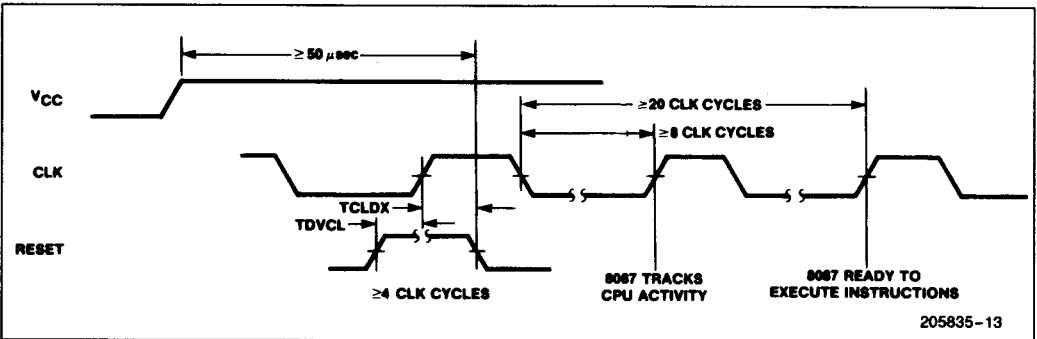 ≥50 μsec
VCC
≥20 CLK CYCLES
≥8 CLK CYCLES
CLK
TCLDX
TDVCL
RESET
≥4 CLK CYCLES
8087 TRACKS
CPU ACTIVITY
8087 READY TO
EXECUTE INSTRUCTIONS
205835-13